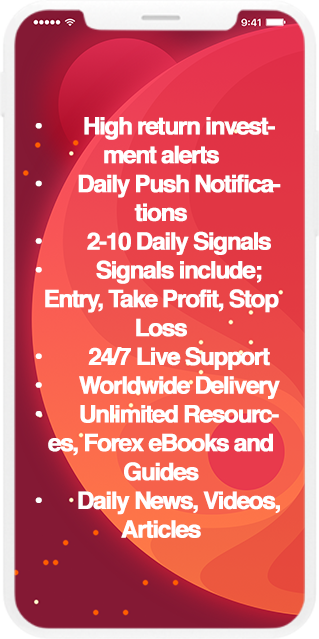 9:41
• High return invest-
ment alerts
• Daily Push Notifica-
tions
• 2-10 Daily Signals
• Signals include;
Entry, Take Profit, Stop
Loss
• 24/7 Live Support
• Worldwide Delivery
• Unlimited Resourc-
es, Forex eBooks and
Guides
• Daily News, Videos,
Articles